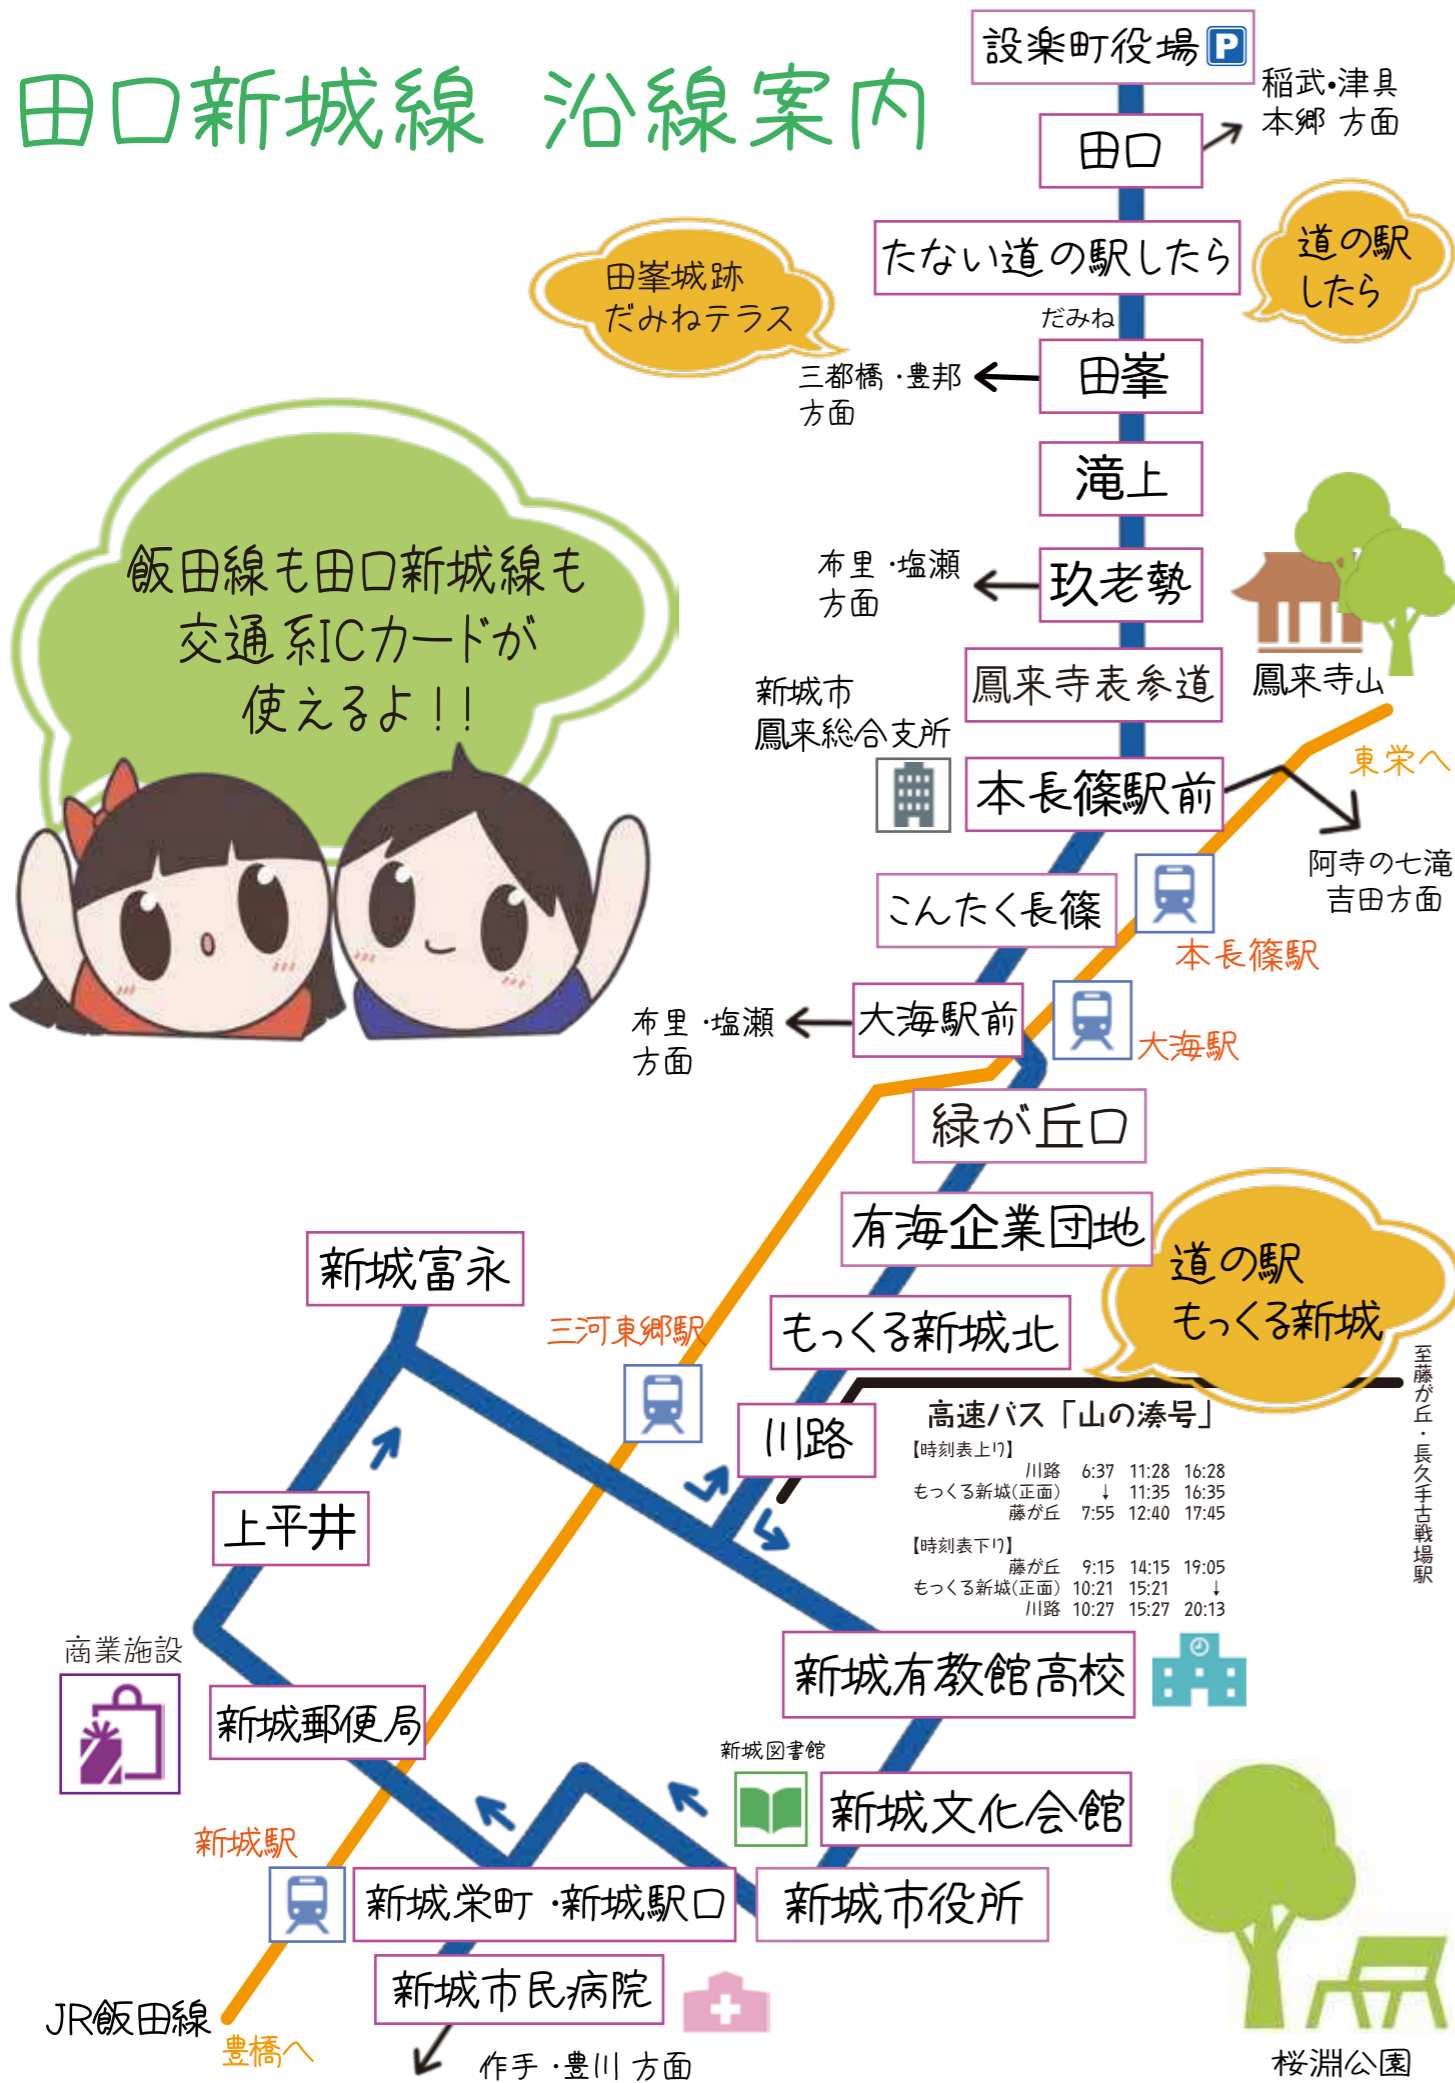 田口新城線 沿線案内
設楽町役場 P
稲武・津具
本郷 方面
田口
たない道の駅したら
道の駅
したら
田峯城跡
だみねテラス
だみね
田峯
三都橋・豊邦
方面
滝上
飯田線も田口新城線も
交通系ICカードが
使えるよ!!
布里・塩瀬
方面
玖老勢
鳳来寺表参道
鳳来寺山
新城市
鳳来総合支所
本長篠駅前
東栄へ
阿寺の七滝
吉田方面
こんたく長篠
本長篠駅
布里・塩瀬
方面
大海駅前
大海駅
緑が丘口
有海企業団地
道の駅
もっくる新城
新城富永
三河東郷駅
もっくる新城北
至藤が丘・長久手古戦場駅
川路
高速バス「山の湊号」
【時刻表上り】
川路 6:37 11:28 16:28
もっくる新城(正面) ↓ 11:35 16:35
藤が丘 7:55 12:40 17:45
【時刻表下り】
藤が丘 9:15 14:15 19:05
もっくる新城(正面) 10:21 15:21 ↓
川路 10:27 15:27 20:13
上平井
商業施設
新城有教館高校
新城郵便局
新城図書館
新城文化会館
新城駅
新城栄町・新城駅口
新城市役所
新城市民病院
JR飯田線
豊橋へ
作手・豊川 方面
桜淵公園